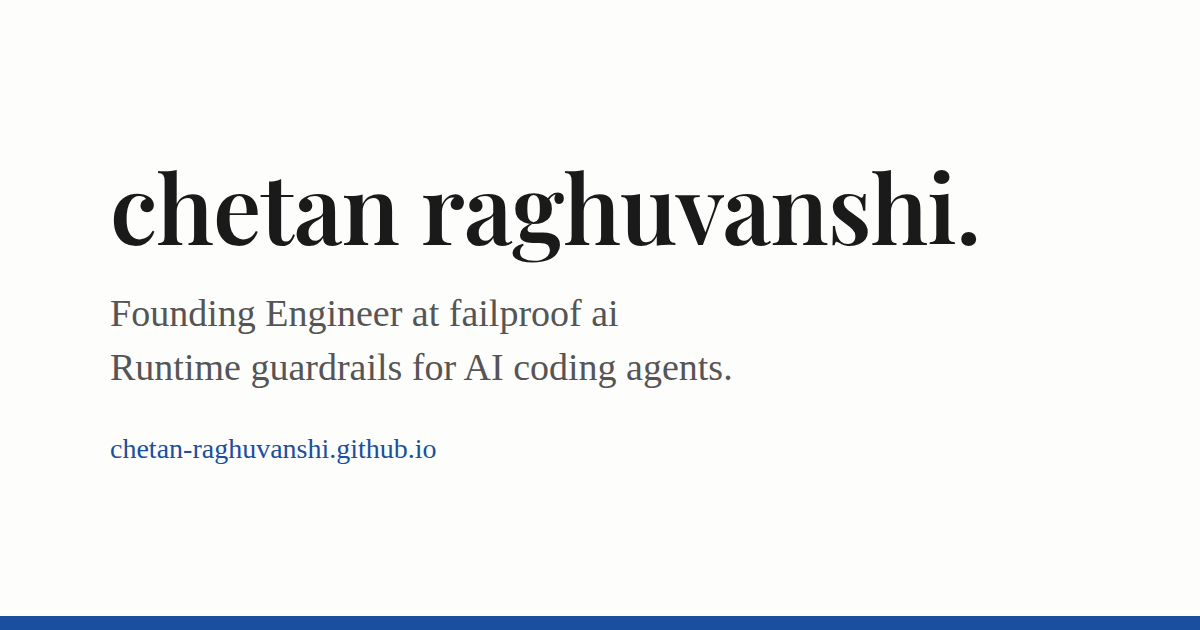 chetan raghuvanshi.
Founding Engineer at failproof ai
Runtime guardrails for AI coding agents.
chetan-raghuvanshi.github.io